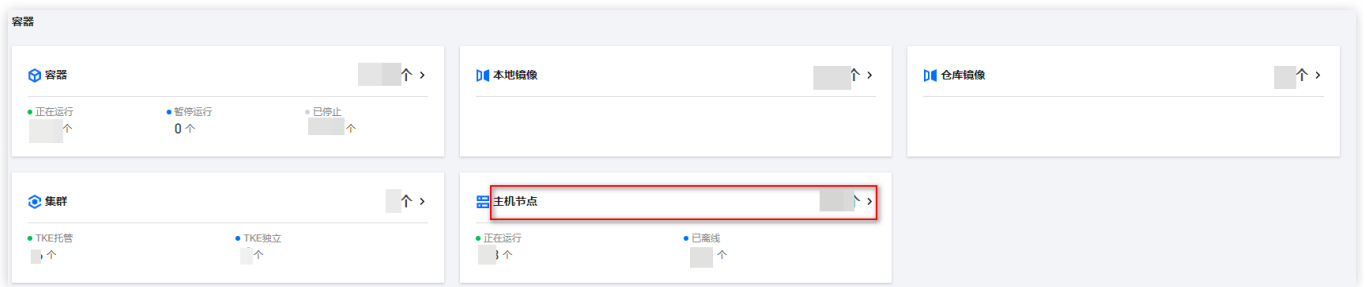 容器
容器 个 >
正在运行 暂停运行 已停止
个 0 个 个
本地镜像 个 >
仓库镜像 个 >
集群 个 >
TKE托管 TKE独立
个 个
主机节点 >
正在运行 已离线
个 个